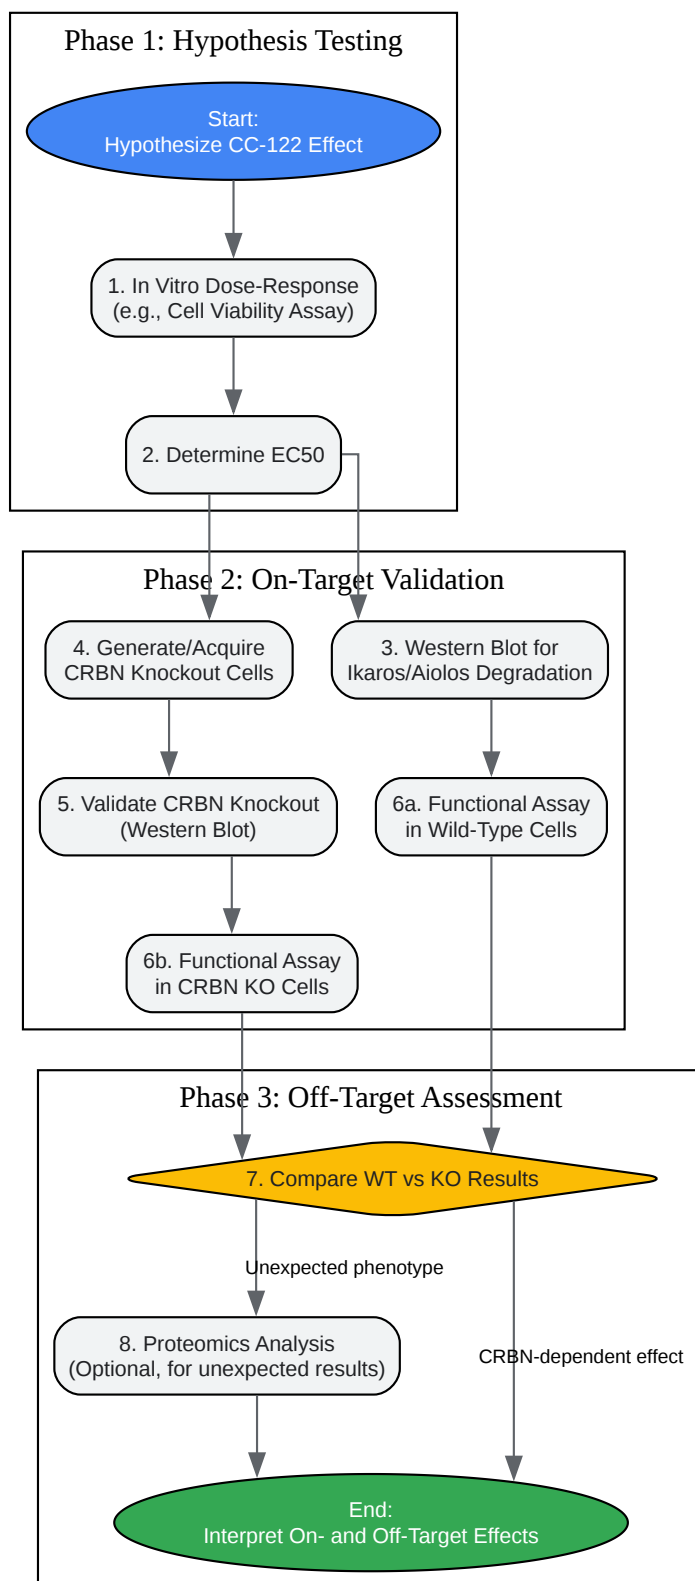 Phase 1: Hypothesis Testing
Start:
Hypothesize CC-122 Effect
1. In Vitro Dose-Response
(e.g., Cell Viability Assay)
2. Determine EC50
Phase 2: On-Target Validation
4. Generate/Acquire
CRBN Knockout Cells
3. Western Blot for
Ikaros/Aiolos Degradation
5. Validate CRBN Knockout
(Western Blot)
6a. Functional Assay
in Wild-Type Cells
6b. Functional Assay
in CRBN KO Cells
Phase 3: Off-Target Assessment
7. Compare WT vs KO Results
Unexpected phenotype
8. Proteomics Analysis
(Optional, for unexpected results)
CRBN-dependent effect
End:
Interpret On- and Off-Target Effects